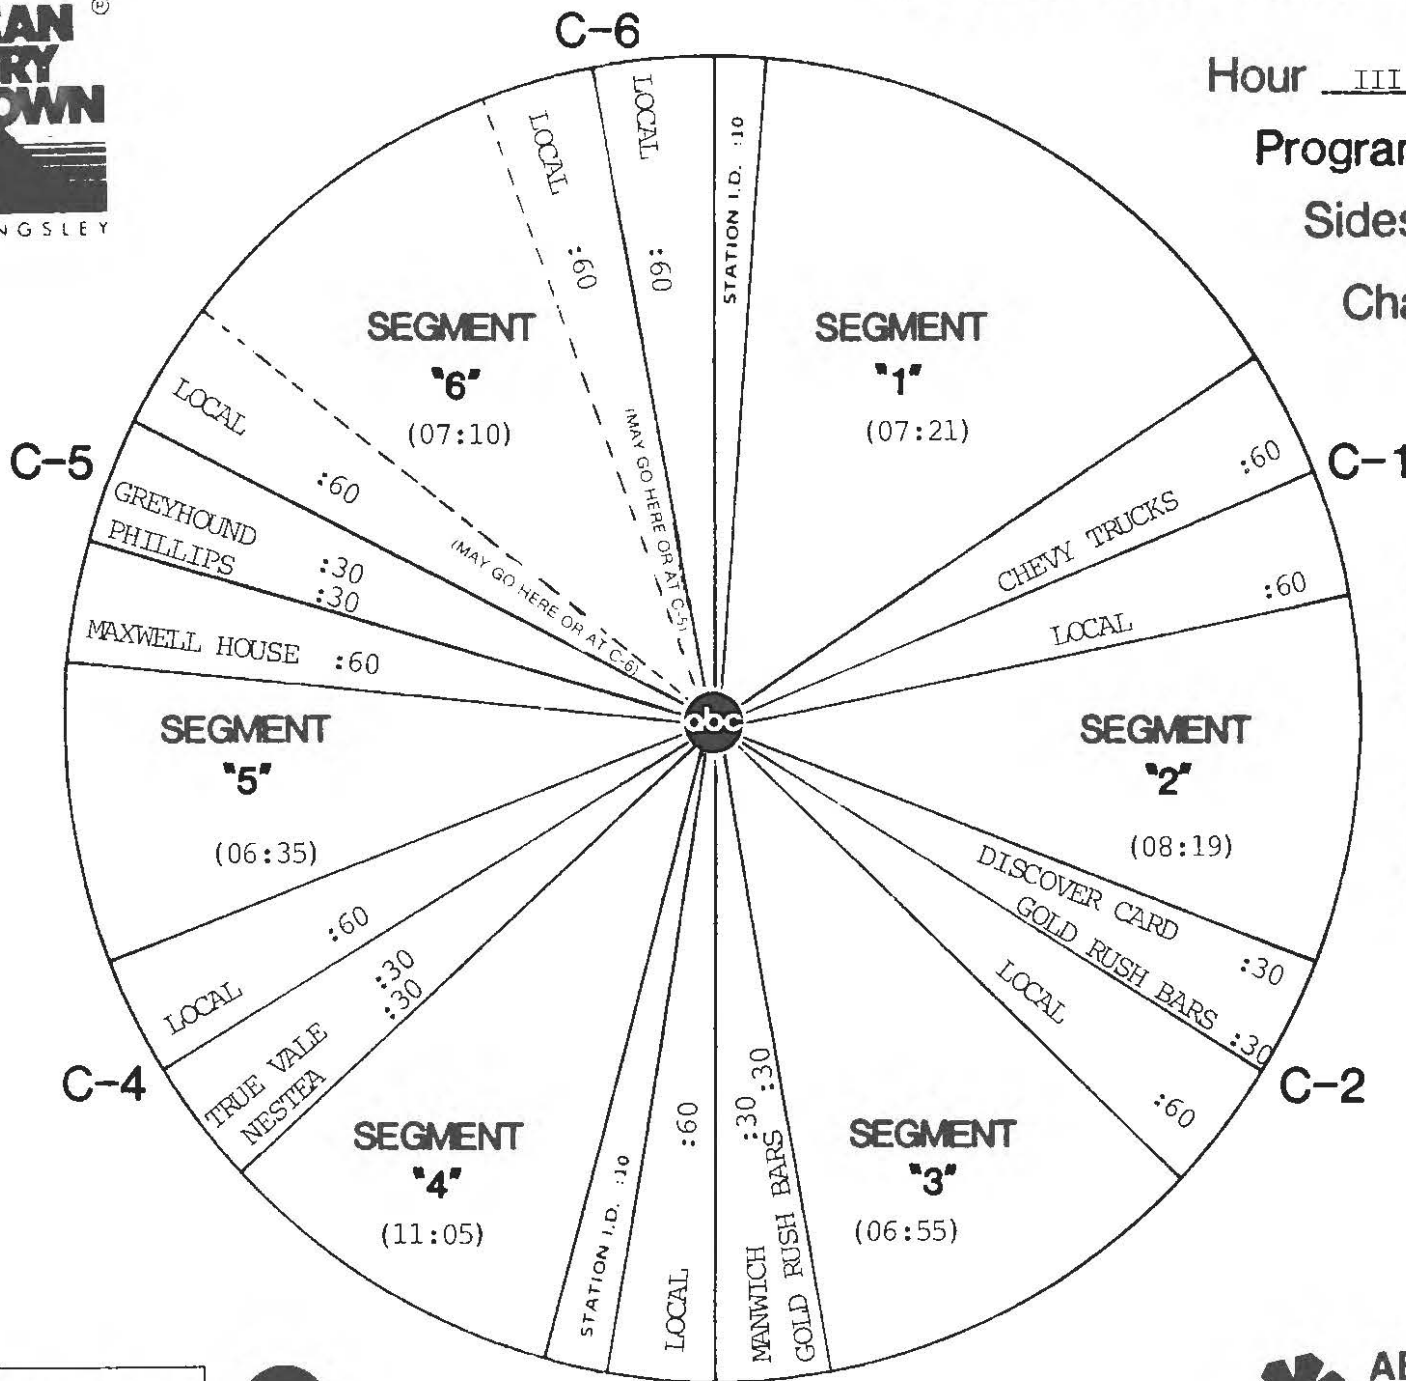 ®
RY
OWN
NGSLEY
Hour III
C-6
C-5
C-4
C-2
STATION I.D. :10
SEGMENT
"1"
(07:21)
CHEVY TRUCKS :60
LOCAL :60
SEGMENT
"2"
(08:19)
DISCOVER CARD :30
GOLD RUSH BARS :30
LOCAL :60
SEGMENT
"3"
(06:55)
GOLD RUSH BARS :30
MANWICH :30
LOCAL :60
STATION I.D. :10
SEGMENT
"4"
(11:05)
NESTEA :30
TRUE VALE :30
LOCAL :60
SEGMENT
"5"
(06:35)
MAXWELL HOUSE :60
PHILLIPS :30
GREYHOUND :30
LOCAL :60
(MAY GO HERE OR AT C-6)
SEGMENT
"6"
(07:10)
LOCAL :60
(MAY GO HERE OR AT C-5)
LOCAL :60
abc